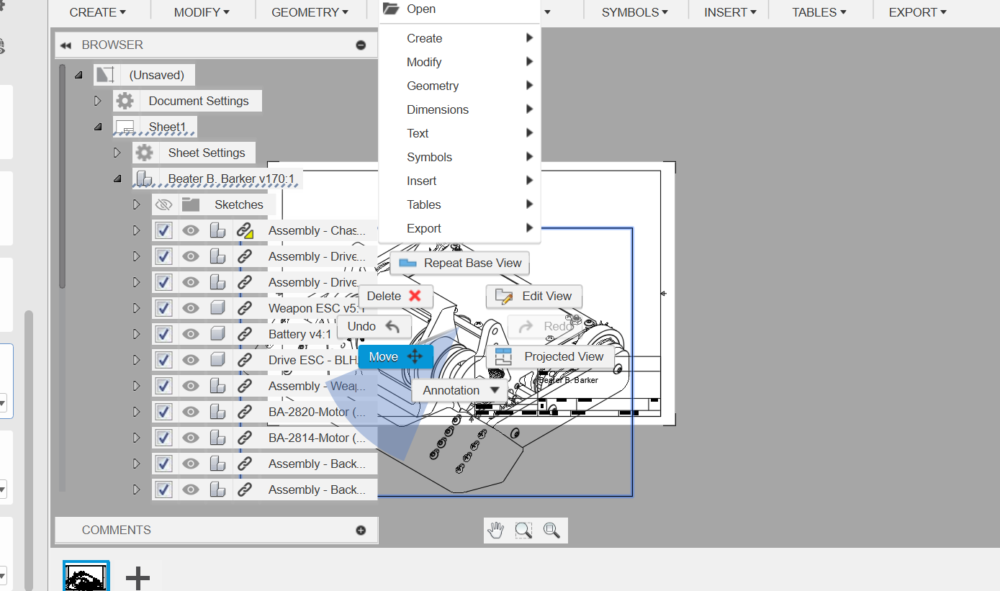 CREATE MODIFY GEOMETRY SYMBOLS INSERT TABLES EXPORT
Open
BROWSER
(Unsaved)
Document Settings
Sheet1
Sheet Settings
Beater B. Barker v170:1
Sketches
Assembly - Chas...
Assembly - Drive...
Assembly - Drive...
Weapon ESC v5:1
Battery v4:1
Drive ESC - BLH
Assembly - Weap...
BA-2820-Motor (...
BA-2814-Motor (...
Assembly - Back...
Assembly - Back...
COMMENTS
Create
Modify
Geometry
Dimensions
Text
Symbols
Insert
Tables
Export
Repeat Base View
Delete
Edit View
Undo
Redo
Move
Projected View
Annotation
Beater B. Barker